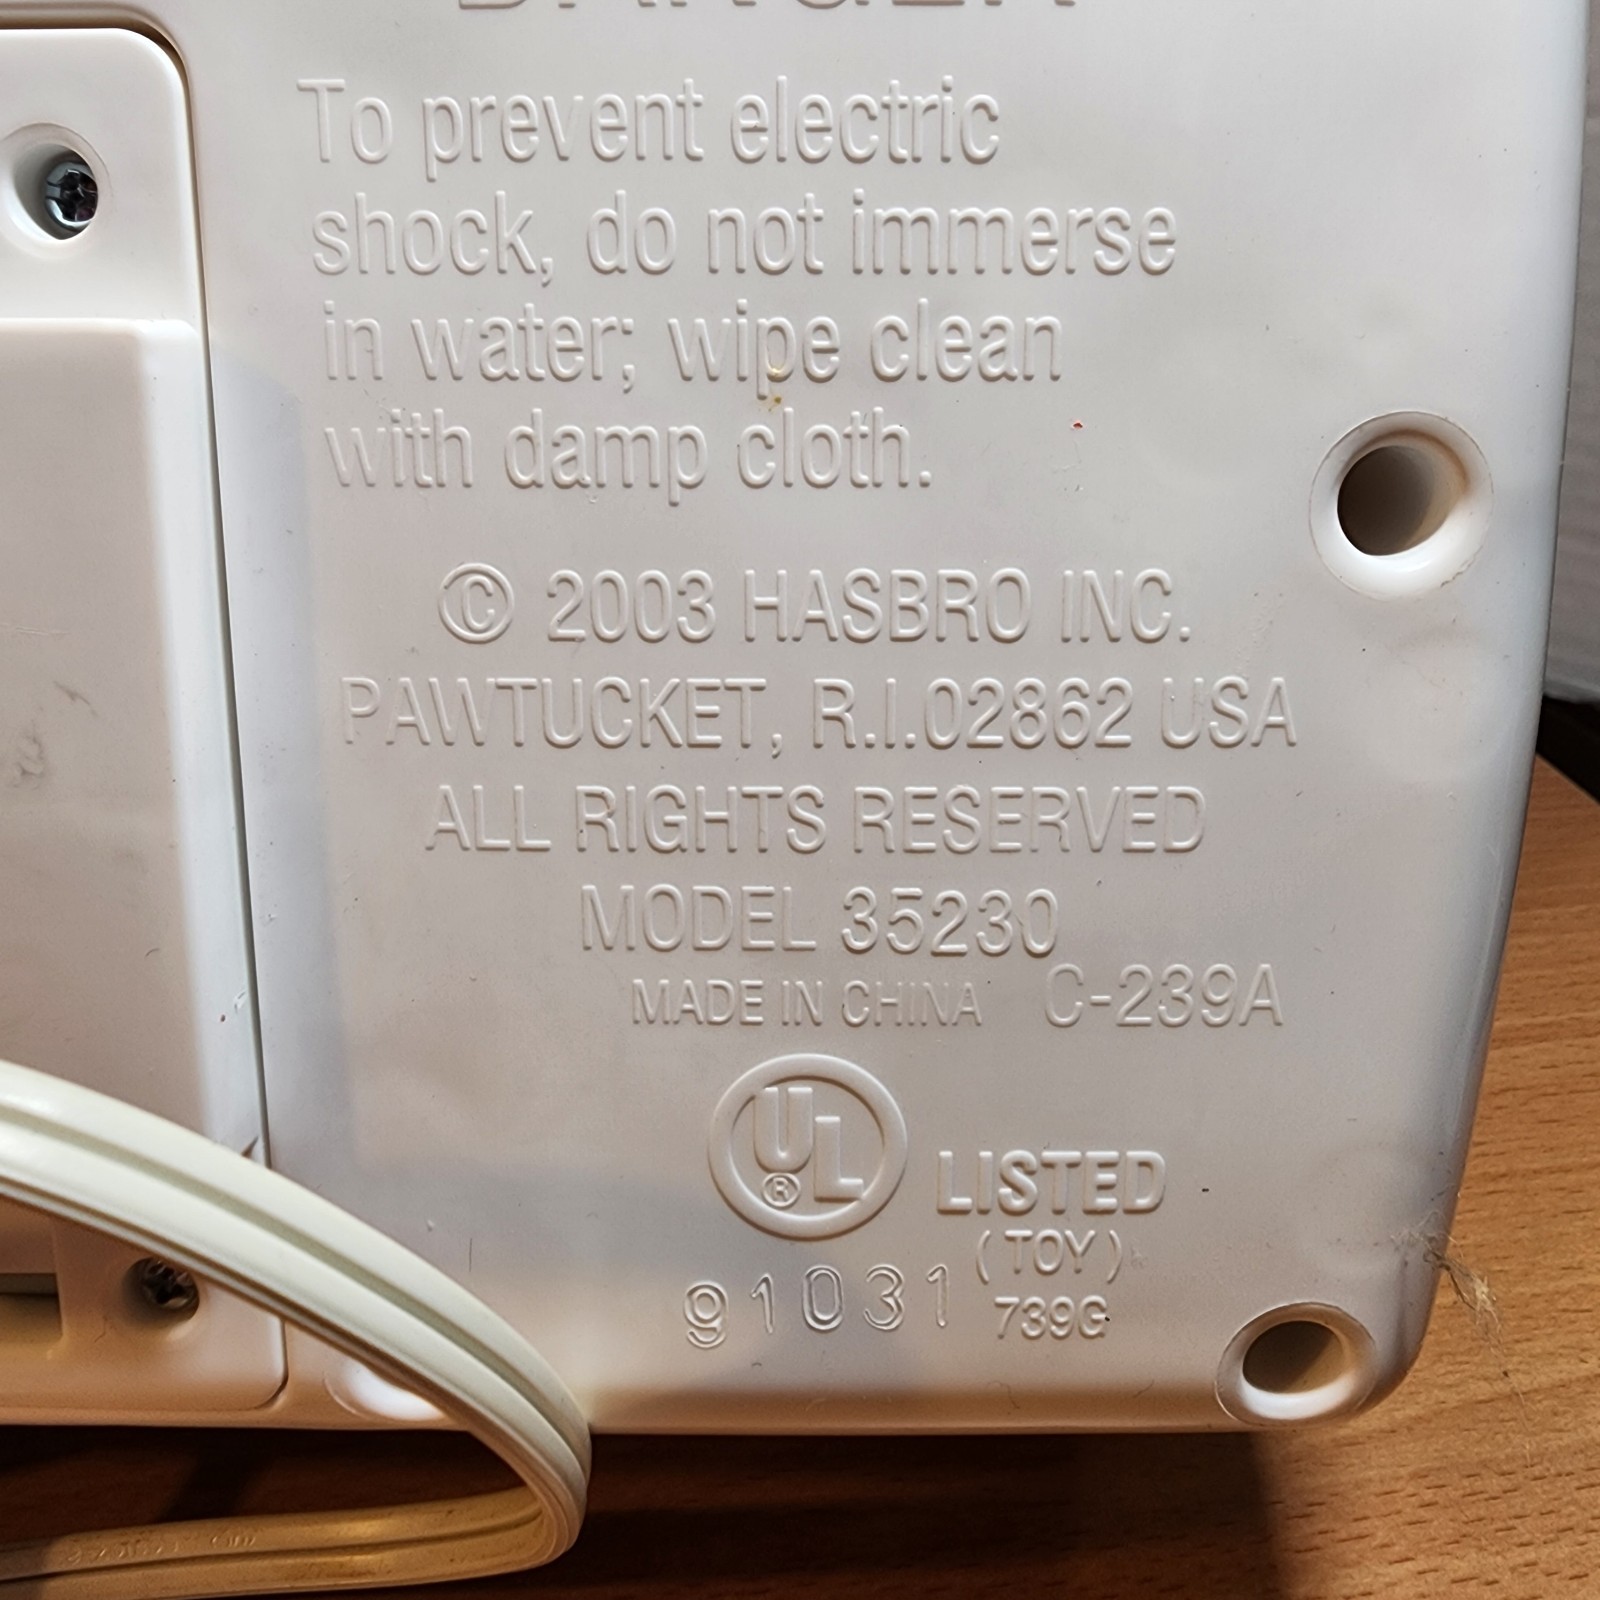 DANGER
To prevent electric
shock, do not immerse
in water; wipe clean
with damp cloth.
© 2003 HASBRO INC.
PAWTUCKET, R.I.02862 USA
ALL RIGHTS RESERVED
MODEL 35230
MADE IN CHINA C-239A
UL ® LISTED
(TOY)
91031 739G